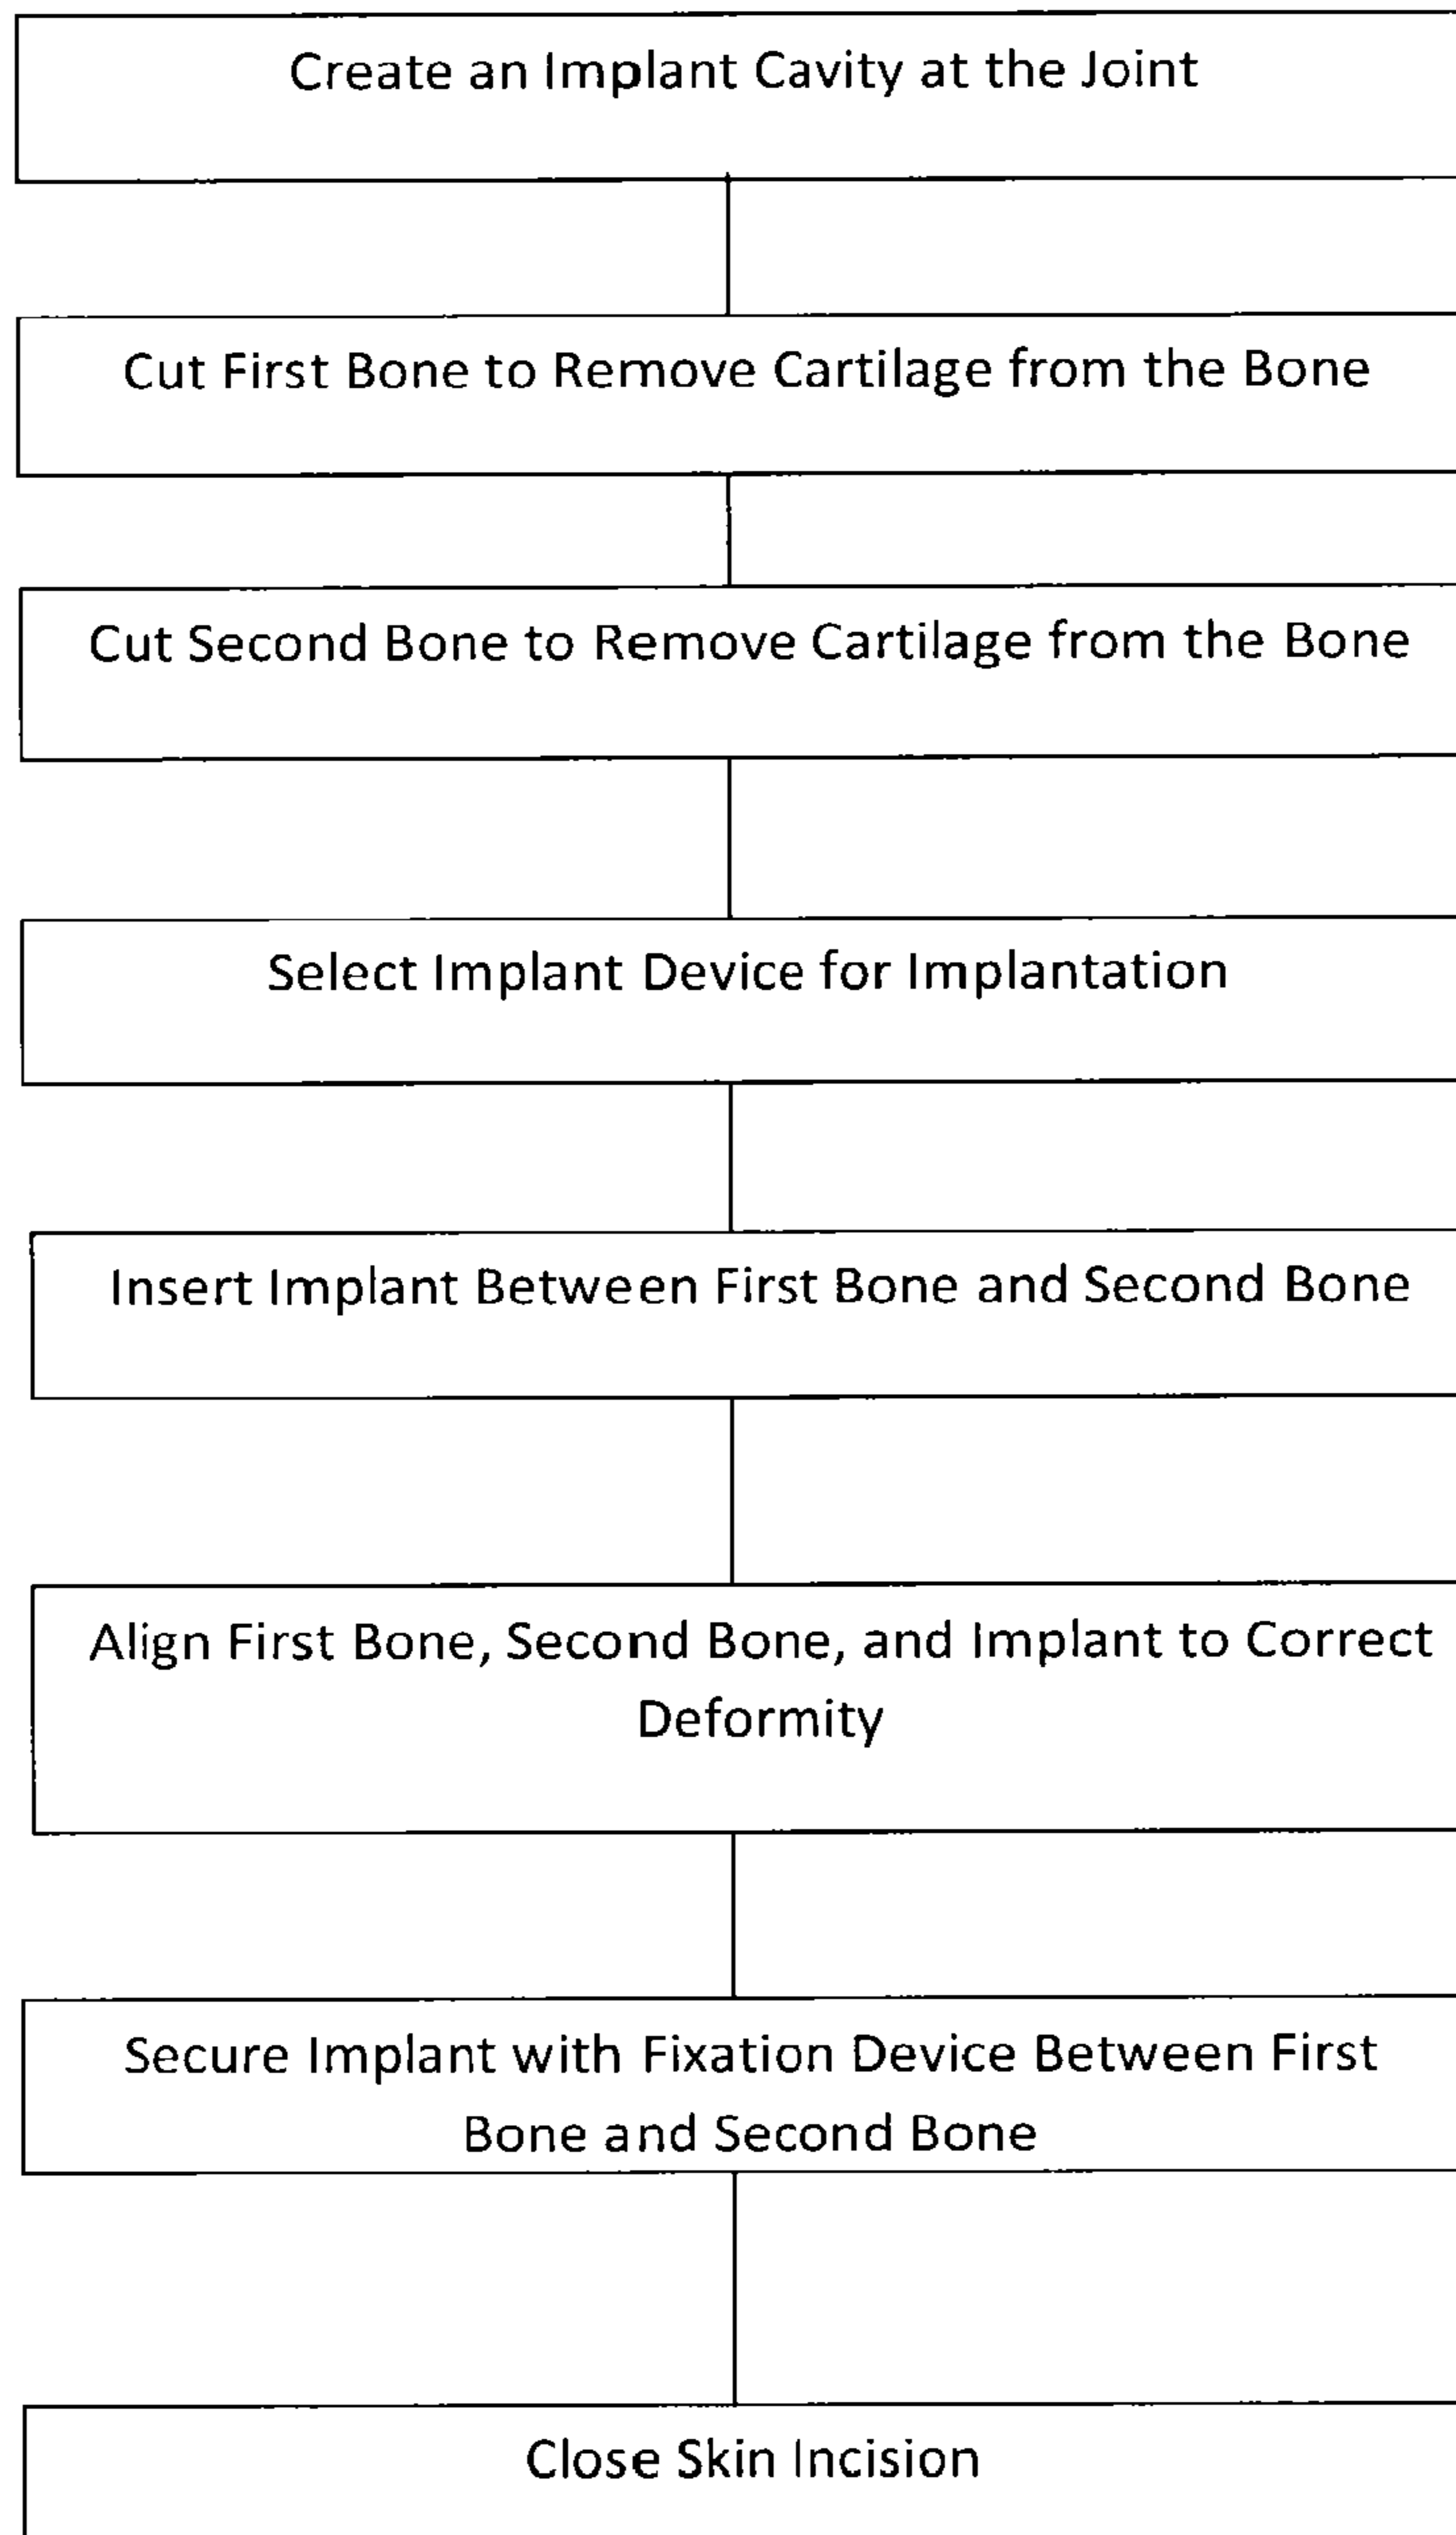 Create an Implant Cavity at the Joint
Cut First Bone to Remove Cartilage from the Bone
Cut Second Bone to Remove Cartilage from the Bone
Select Implant Device for Implantation
Insert Implant Between First Bone and Second Bone
Align First Bone, Second Bone, and Implant to Correct
Deformity
Secure Implant with Fixation Device Between First
Bone and Second Bone
Close Skin Incision